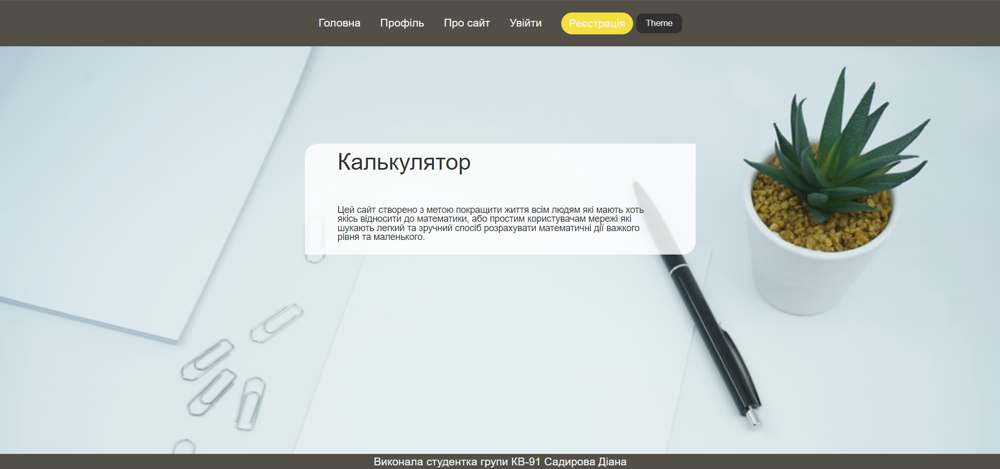 Головна Профіль Про сайт Увійти Реєстрація Theme
Калькулятор
Цей сайт створено з метою покращити життя всім людям які мають хоть
якісь відносити до математики, або простим користувачам мережі які
шукають легкий та зручний спосіб розрахувати математичні дії важкого
рівня та маленького.
Виконала студентка групи КВ-91 Садирова Діана